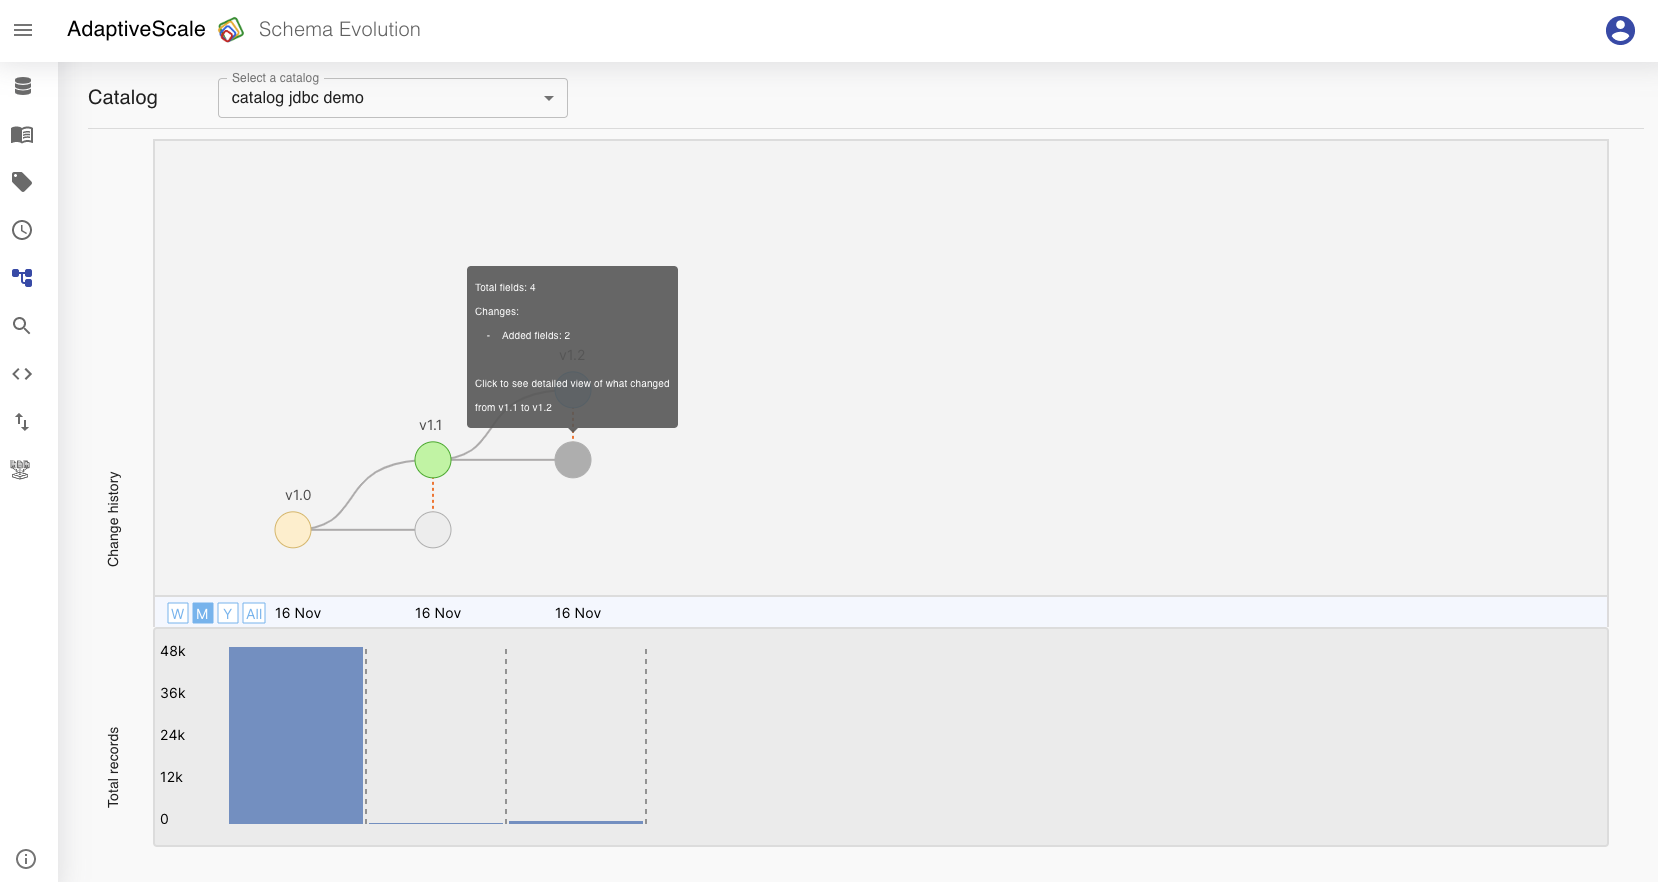 AdaptiveScale Schema Evolution
Catalog
Select a catalog
catalog jdbc demo
Change history
Total fields: 4
Changes:
- Added fields: 2
v1.2
Click to see detailed view of what changed
from v1.1 to v1.2
v1.1
v1.0
W M Y All 16 Nov 16 Nov 16 Nov
Total records
48k
36k
24k
12k
0